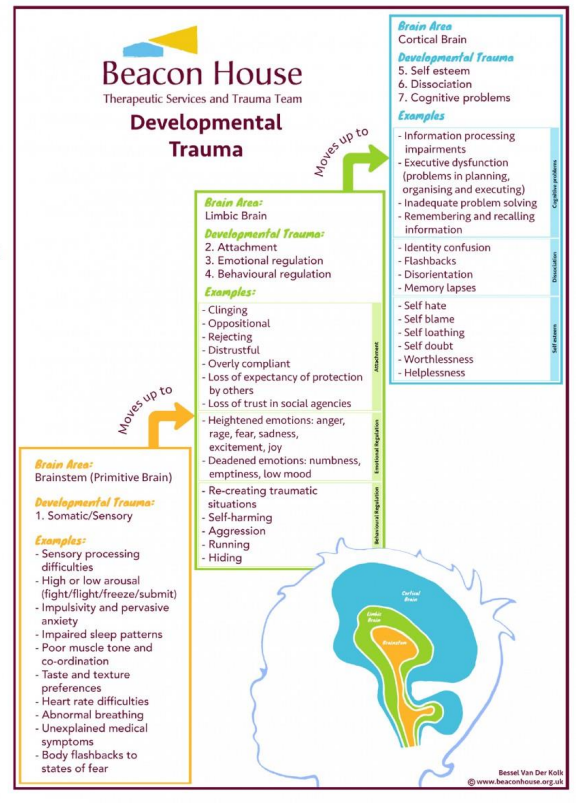 Beacon House
Therapeutic Services and Trauma Team
Developmental
Trauma
Moves up to
Brain Area:
Brainstem (Primitive Brain)
Developmental Trauma:
1. Somatic/Sensory
Examples:
- Sensory processing
difficulties
- High or low arousal
(fight/flight/freeze/submit)
- Impulsivity and pervasive
anxiety
- Impaired sleep patterns
- Poor muscle tone and
co-ordination
- Taste and texture
preferences
- Heart rate difficulties
- Abnormal breathing
- Unexplained medical
symptoms
- Body flashbacks to
states of fear
Moves up to
Brain Area:
Limbic Brain
Developmental Trauma:
2. Attachment
3. Emotional regulation
4. Behavioural regulation
Examples:
- Clinging
- Oppositional
- Rejecting
- Distrustful
- Overly compliant
- Loss of expectancy of protection
by others
- Loss of trust in social agencies
Attachment
- Heightened emotions: anger,
rage, fear, sadness,
excitement, joy
- Deadened emotions: numbness,
emptiness, low mood
Emotional Regulation
- Re-creating traumatic
situations
- Self-harming
- Aggression
- Running
- Hiding
Behavioural Regulation
Brain Area
Cortical Brain
Developmental Trauma
5. Self esteem
6. Dissociation
7. Cognitive problems
Examples
- Information processing
impairments
- Executive dysfunction
(problems in planning,
organising and executing)
- Inadequate problem solving
- Remembering and recalling
information
Cognitive problems
- Identity confusion
- Flashbacks
- Disorientation
- Memory lapses
Dissociation
- Self hate
- Self blame
- Self loathing
- Self doubt
- Worthlessness
- Helplessness
Self esteem
Cortical
Brain
Limbic
Brain
Brainstem
Bessel Van Der Kolk
© www.beaconhouse.org.uk